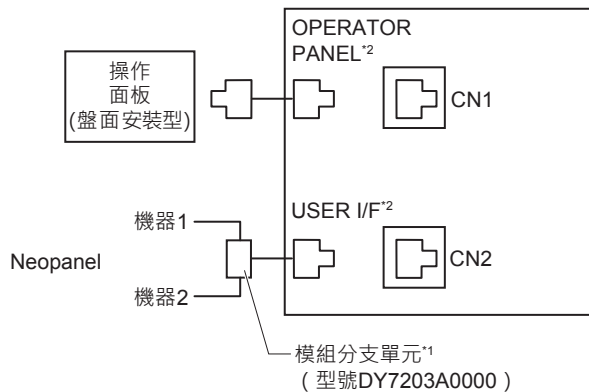 OPERATOR
PANEL*2
操作
面板
(盤面安裝型)
CN1
USER I/F*2
機器1
Neopanel
CN2
機器2
模組分支單元*1
（型號DY7203A0000）